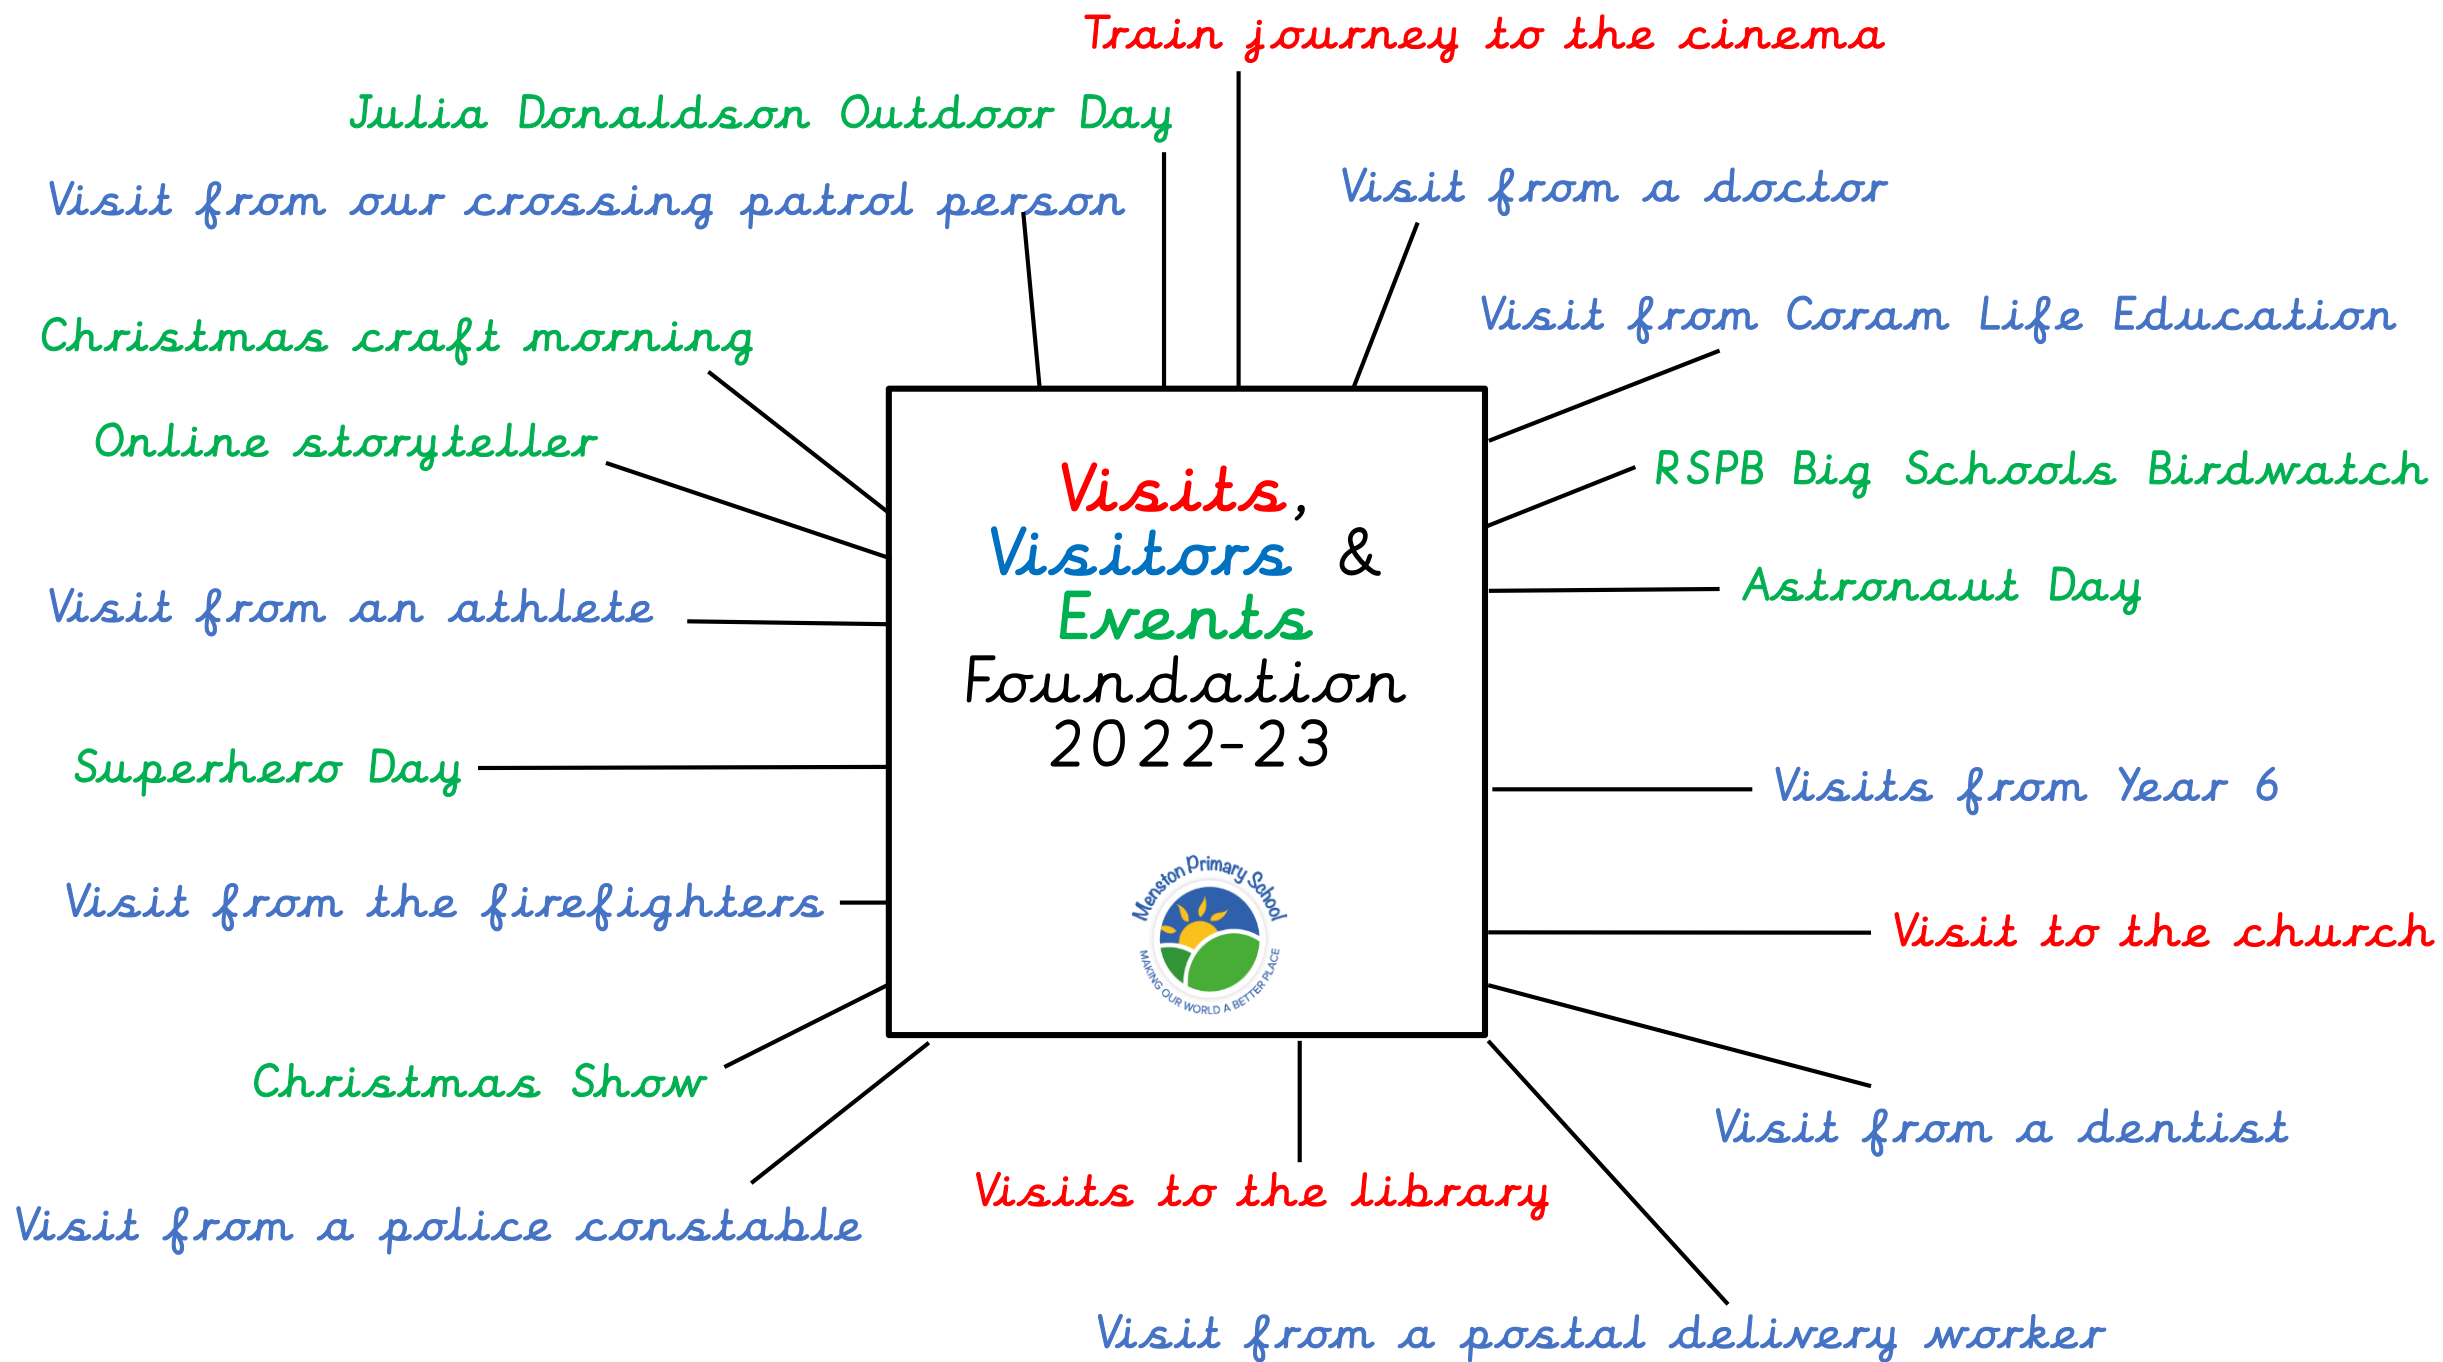 Train journey to the cinema
Julia Donaldson Outdoor Day
Visit from our crossing patrol person
Visit from a doctor
Visit from Coram Life Education
Christmas craft morning
Online storyteller
RSPB Big Schools Birdwatch
Visits,
Visitors &
Events
Foundation
2022-23
Astronaut Day
Visit from an athlete
Superhero Day
Visits from Year 6
Visit from the firefighters
Menston Primary School
MAKING OUR WORLD A BETTER PLACE
Visit to the church
Christmas Show
Visit from a dentist
Visits to the library
Visit from a police constable
Visit from a postal delivery worker